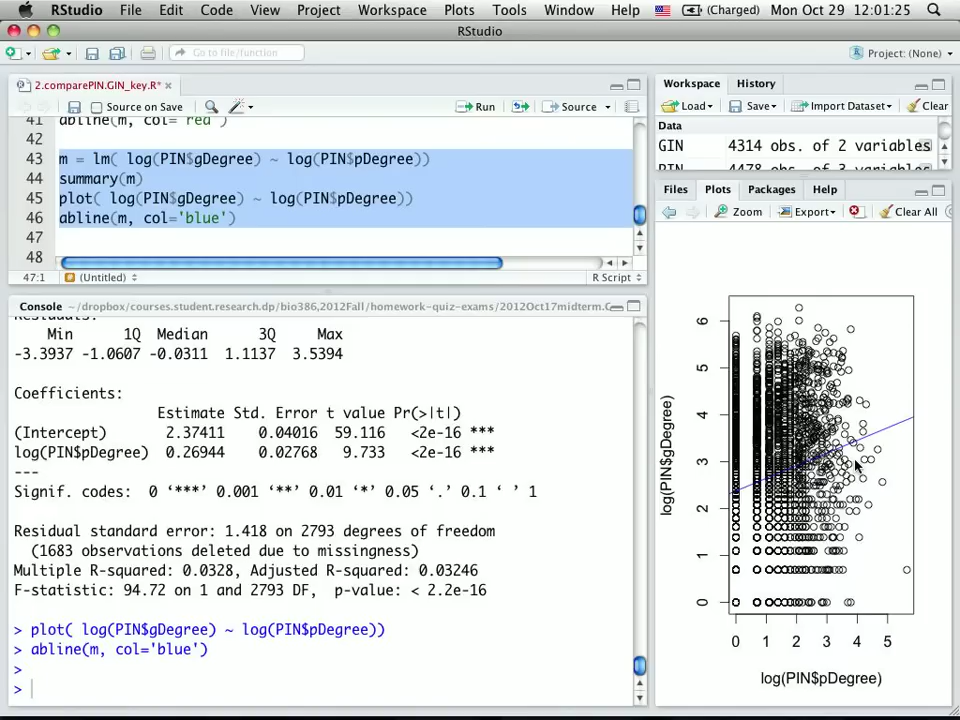 RStudio File Edit Code View Project Workspace Plots Tools Window Help (Charged) Mon Oct 29 12:01:25
RStudio
Go to file/function
Project: (None)
2.comparePIN.GIN_key.R*
Source on Save
Run
Source
41 abline(m, col='red')
42
43 m = lm( log(PIN$gDegree) ~ log(PIN$pDegree))
44 summary(m)
45 plot( log(PIN$gDegree) ~ log(PIN$pDegree))
46 abline(m, col='blue')
47
48
47:1 (Untitled) R Script
Console ~/dropbox/courses.student.research.dp/bio386,2012Fall/homework-quiz-exams/2012Oct17midterm.
Residuals:
Min 1Q Median 3Q Max
-3.3937 -1.0607 -0.0311 1.1137 3.5394
Coefficients:
Estimate Std. Error t value Pr(>|t|)
(Intercept) 2.37411 0.04016 59.116 <2e-16 ***
log(PIN$pDegree) 0.26944 0.02768 9.733 <2e-16 ***
---
Signif. codes: 0 ‘***’ 0.001 ‘**’ 0.01 ‘*’ 0.05 ‘.’ 0.1 ‘ ’ 1
Residual standard error: 1.418 on 2793 degrees of freedom
(1683 observations deleted due to missingness)
Multiple R-squared: 0.0328, Adjusted R-squared: 0.03246
F-statistic: 94.72 on 1 and 2793 DF, p-value: < 2.2e-16
> plot( log(PIN$gDegree) ~ log(PIN$pDegree))
> abline(m, col='blue')
>
>
Workspace History
Load Save Import Dataset Clear
Data
GIN 4314 obs. of 2 variables
PIN 4478 obs. of 3 variables
Files Plots Packages Help
Zoom Export Clear All
log(PIN$gDegree)
6
5
4
3
2
1
0
0 1 2 3 4 5
log(PIN$pDegree)